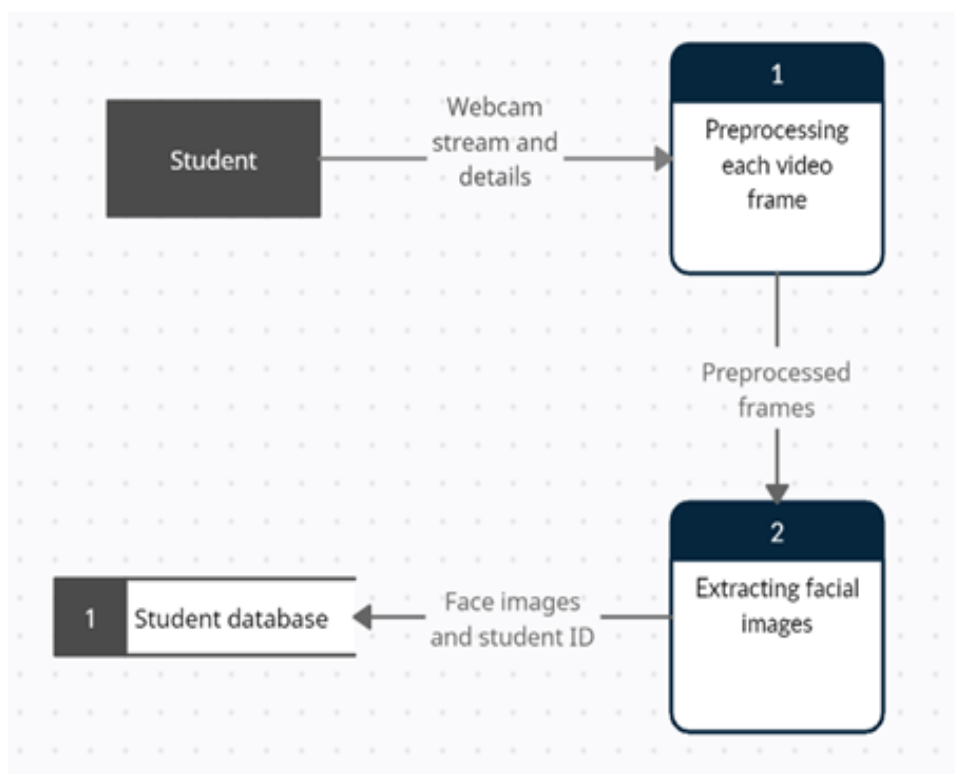 Student
Webcam
stream and
details
1
Preprocessing
each video
frame
Preprocessed
frames
2
Extracting facial
images
Face images
and student ID
1
Student database